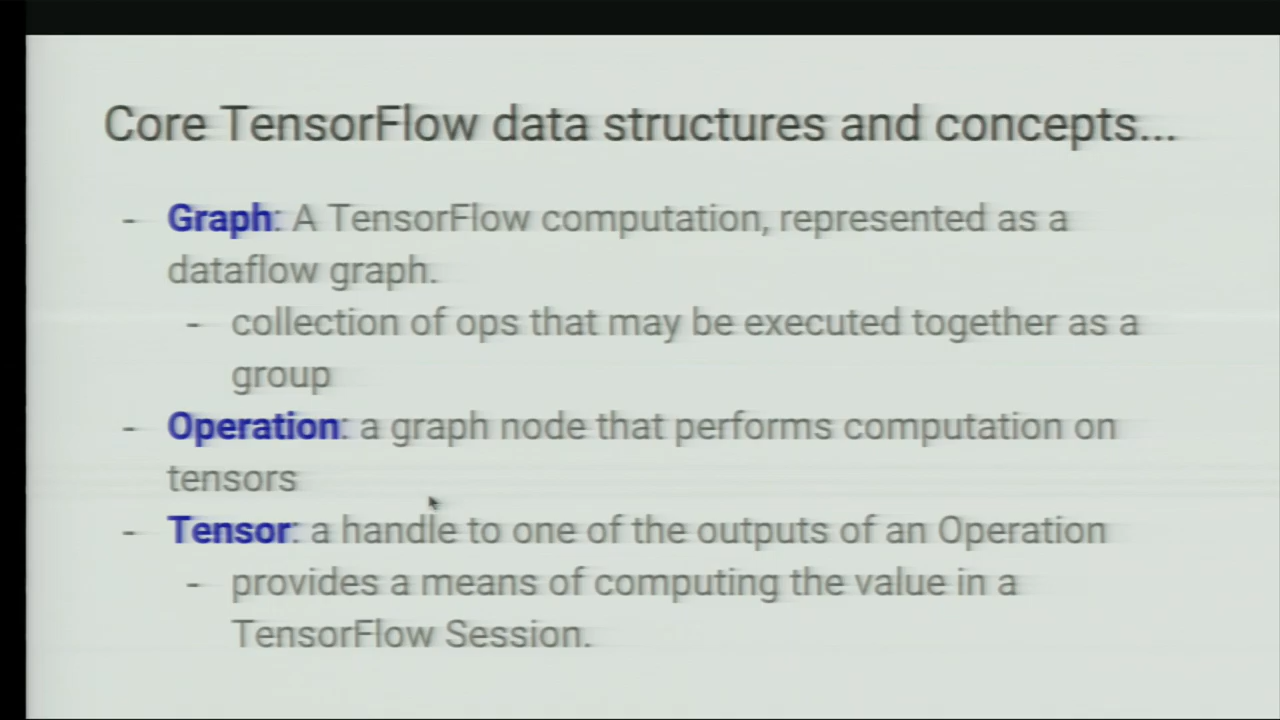 Core TensorFlow data structures and concepts...
- Graph: A TensorFlow computation, represented as a
dataflow graph.
- collection of ops that may be executed together as a
group
- Operation: a graph node that performs computation on
tensors
- Tensor: a handle to one of the outputs of an Operation
- provides a means of computing the value in a
TensorFlow Session.